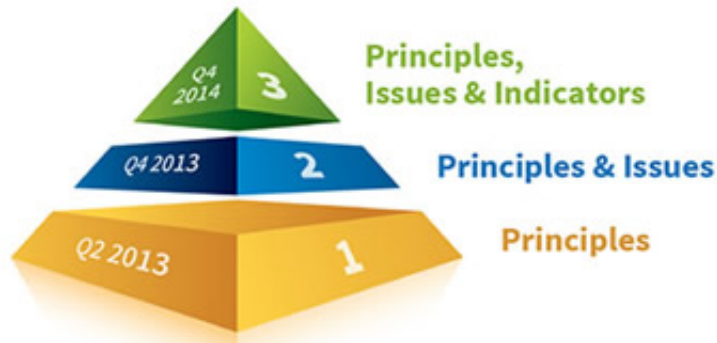 Q4
2014
3
Principles,
Issues & Indicators
Q4 2013
2
Principles & Issues
Q2 2013
1
Principles